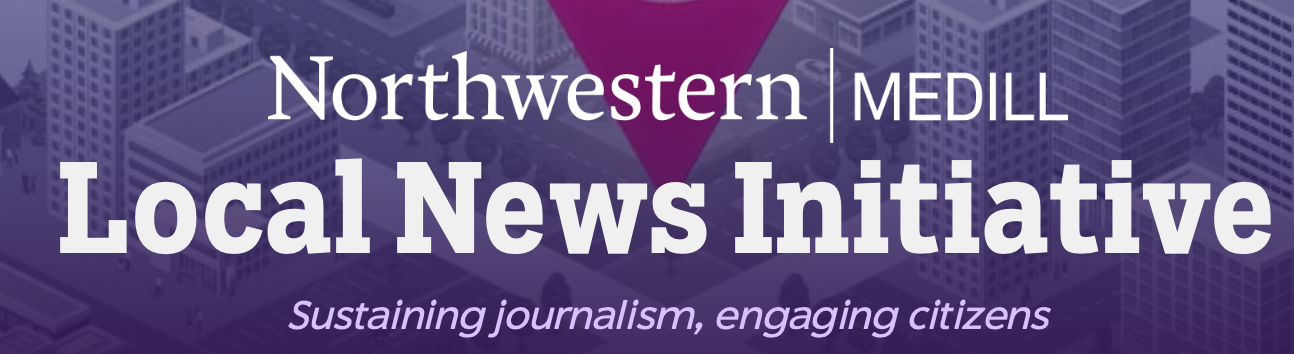 Northwestern | MEDILL
Local News Initiative
Sustaining journalism, engaging citizens